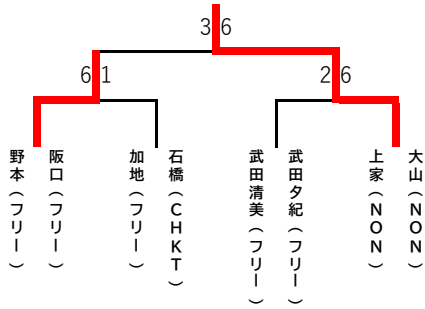 3 6
6 1
2 6
野本（フリー）
阪口（フリー）
加地（フリー）
石橋（ＣＨＫＴ）
武田清美（フリー）
武田夕紀（フリー）
上家（ＮＯＮ）
大山（ＮＯＮ）